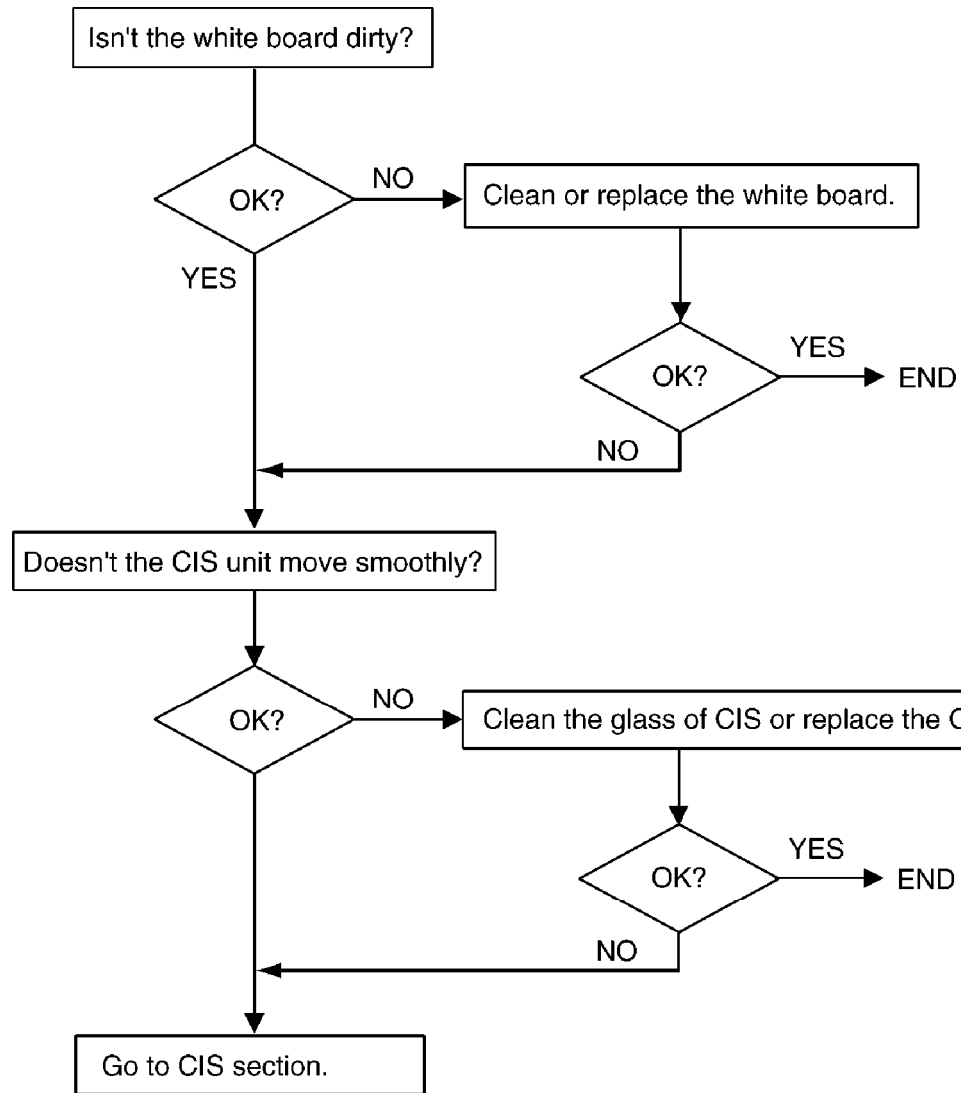 Isn't the white board dirty?
OK?
NO
Clean or replace the white board.
YES
OK?
YES
END
NO
Doesn't the CIS unit move smoothly?
OK?
NO
Clean the glass of CIS or replace the
OK?
YES
END
NO
Go to CIS section.